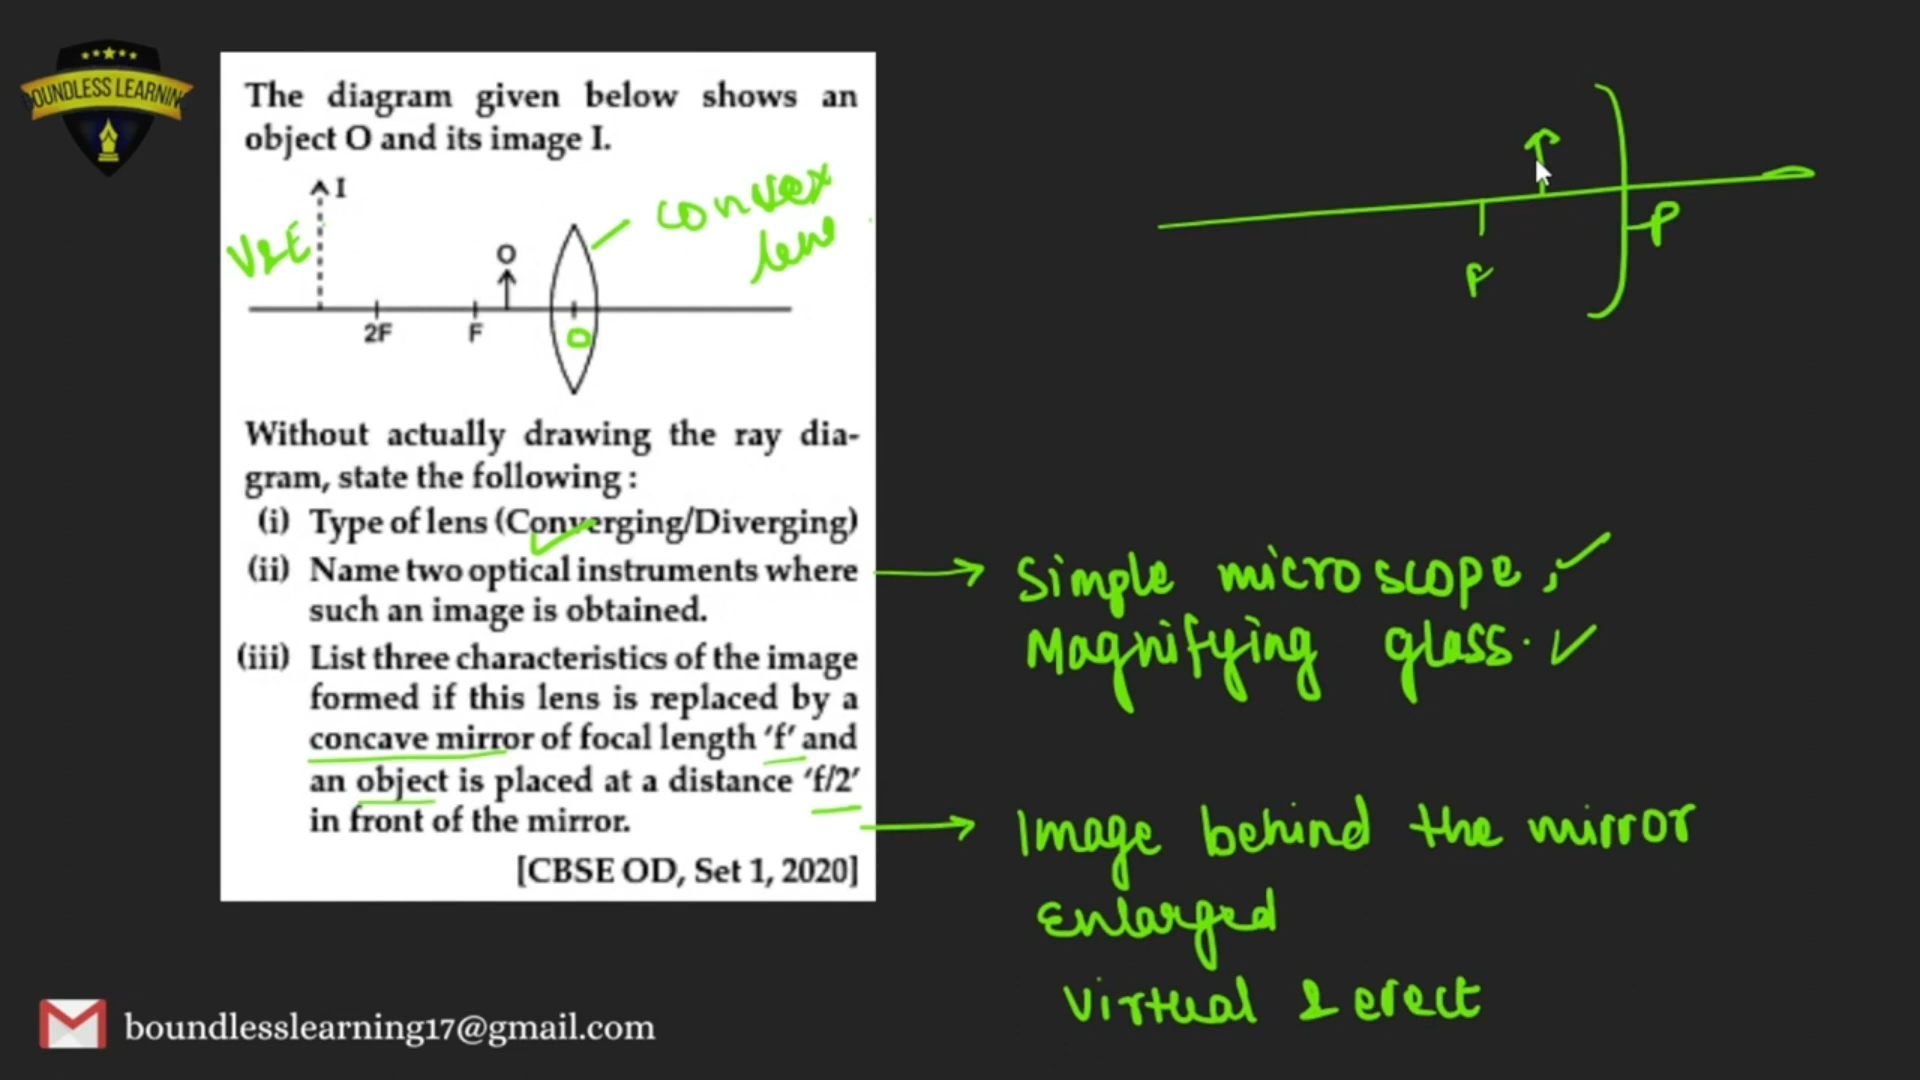 BOUNDLESS LEARNING
The diagram given below shows an
object O and its image I.
I
V&E
O
convex
lens
2F
F
O
F
P
Without actually drawing the ray dia-
gram, state the following :
(i) Type of lens (Converging/Diverging)
(ii) Name two optical instruments where
such an image is obtained.
(iii) List three characteristics of the image
formed if this lens is replaced by a
concave mirror of focal length ‘f’ and
an object is placed at a distance ‘f/2’
in front of the mirror.
[CBSE OD, Set 1, 2020]
Simple microscope,
Magnifying glass.
Image behind the mirror
Enlarged
Virtual & erect
boundlesslearning17@gmail.com